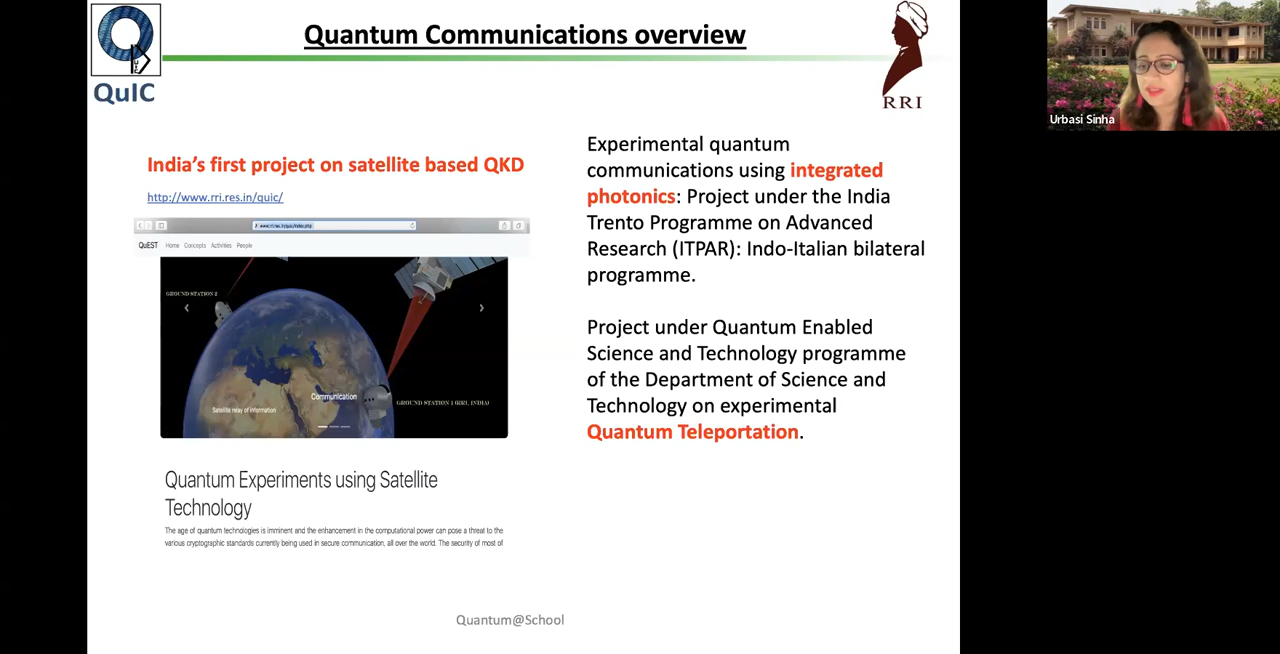 Quantum Communications overview
QuIC
RRI
Urbasi Sinha
India's first project on satellite based QKD
http://www.rri.res.in/quic/
QuEST Home Concepts Activities People
GROUND STATION 2
Communication
Satellite relay of information
GROUND STATION 1 (RRI, INDIA)
Quantum Experiments using Satellite
Technology
The age of quantum technologies is imminent and the enhancement in the computational power can pose a threat to the
various cryptographic standards currently being used in secure communication, all over the world. The security of most of
Experimental quantum
communications using integrated
photonics: Project under the India
Trento Programme on Advanced
Research (ITPAR): Indo-Italian bilateral
programme.
Project under Quantum Enabled
Science and Technology programme
of the Department of Science and
Technology on experimental
Quantum Teleportation.
Quantum@School